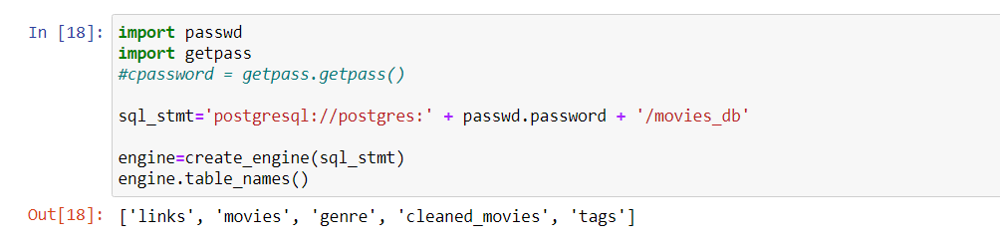 In [18]: import passwd
import getpass
#cpassword = getpass.getpass()
sql_stmt='postgresql://postgres:' + passwd.password + '/movies_db'
engine=create_engine(sql_stmt)
engine.table_names()
Out[18]: ['links', 'movies', 'genre', 'cleaned_movies', 'tags']